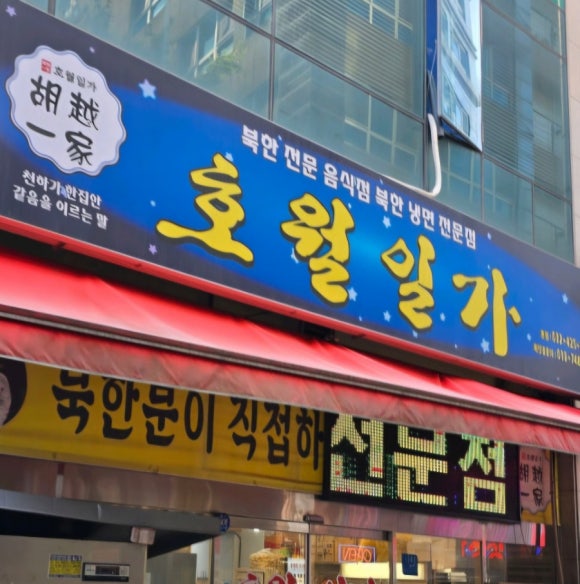 호월일가
胡越
一家
천하가 한집안
같음을 이르는 말
북한 전문 음식점 북한 냉면 전문점
호월일가
북한분이 직접하
전문점
胡越
一家